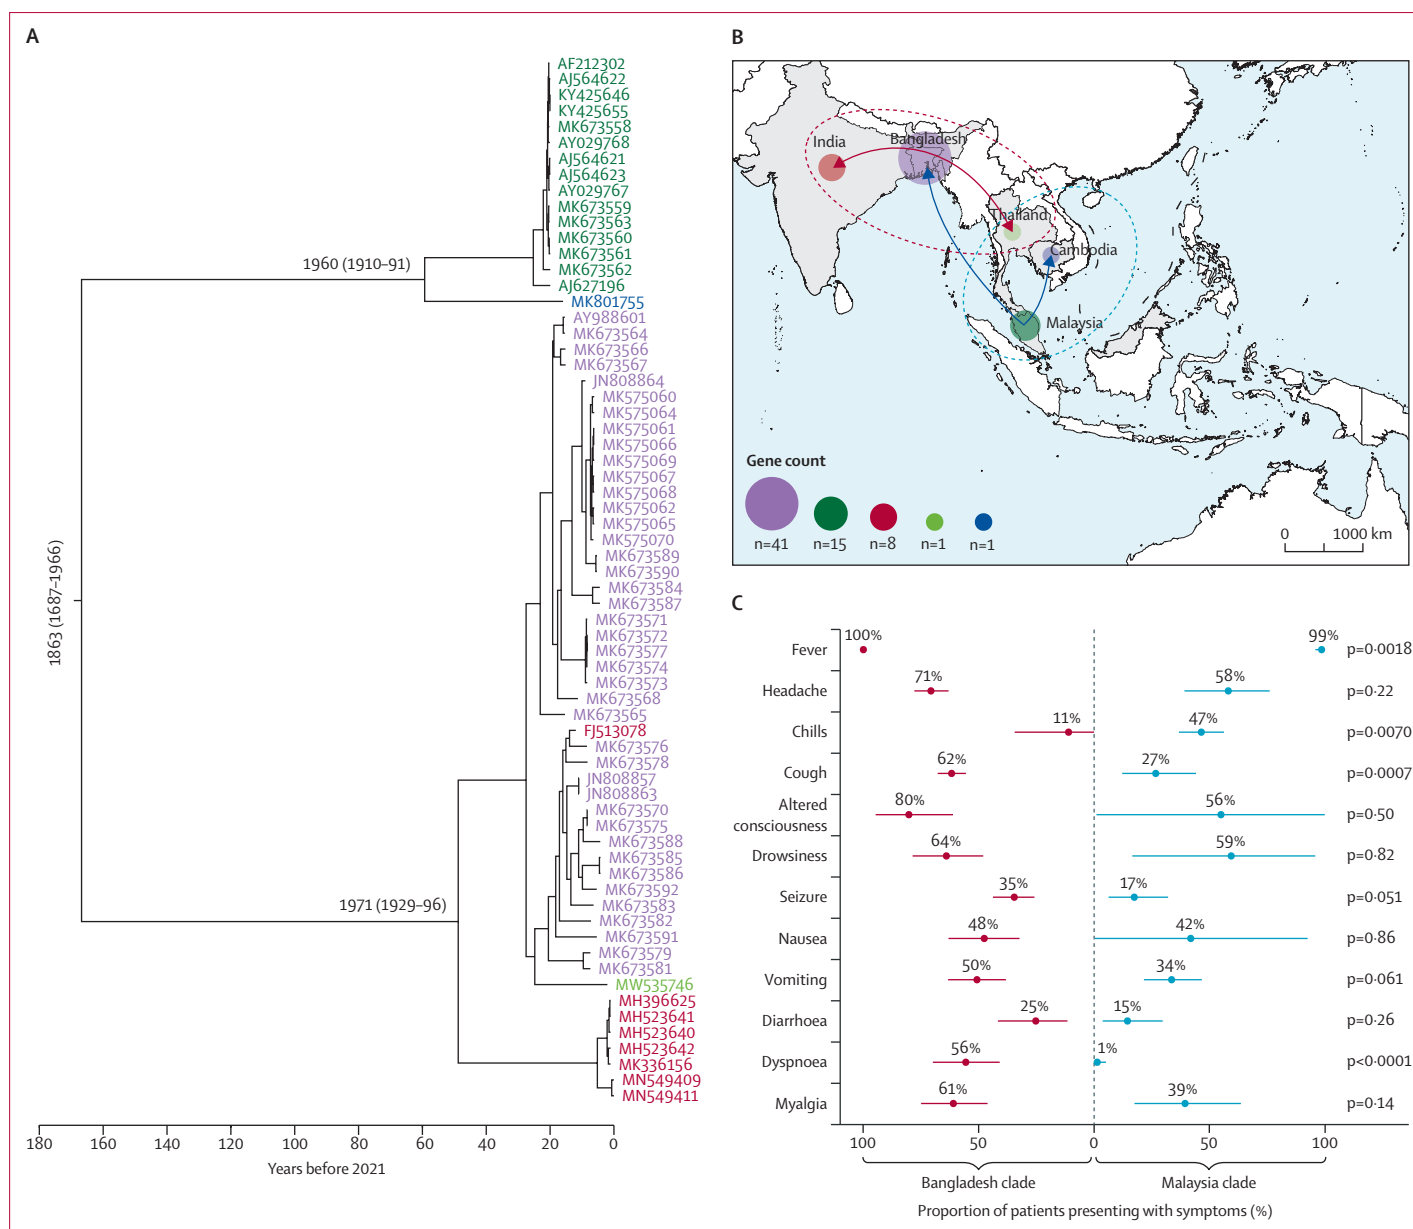 A
AF212302
AJ564622
KY425646
KY425655
MK673558
AY029768
AJ564621
AJ564623
AY029767
MK673559
MK673563
MK673560
MK673561
MK673562
AJ627196
1960 (1910–91)
MK801755
AY988601
MK673564
MK673566
MK673567
JN808864
MK575060
MK575064
MK575061
MK575066
MK575069
MK575067
MK575068
MK575062
MK575065
MK575070
MK673589
MK673590
MK673584
MK673587
1863 (1687–1966)
MK673571
MK673572
MK673577
MK673574
MK673573
MK673568
MK673565
FJ513078
MK673576
MK673578
JN808857
JN808863
MK673570
MK673575
MK673588
MK673585
MK673586
MK673592
MK673583
1971 (1929–96)
MK673582
MK673591
MK673579
MK673581
MW535746
MH396625
MH523641
MH523640
MH523642
MK336156
MN549409
MN549411
180 160 140 120 100 80 60 40 20 0
Years before 2021
B
India
Bangladesh
Thailand
Cambodia
Malaysia
Gene count
n=41 n=15 n=8 n=1 n=1
0 1000 km
C
Fever 100% 99% p=0·0018
Headache 71% 58% p=0·22
Chills 11% 47% p=0·0070
Cough 62% 27% p=0·0007
Altered
consciousness 80% 56% p=0·50
Drowsiness 64% 59% p=0·82
Seizure 35% 17% p=0·051
Nausea 48% 42% p=0·86
Vomiting 50% 34% p=0·061
Diarrhoea 25% 15% p=0·26
Dyspnoea 56% 1% p<0·0001
Myalgia 61% 39% p=0·14
100 50 0 50 100
Bangladesh clade Malaysia clade
Proportion of patients presenting with symptoms (%)